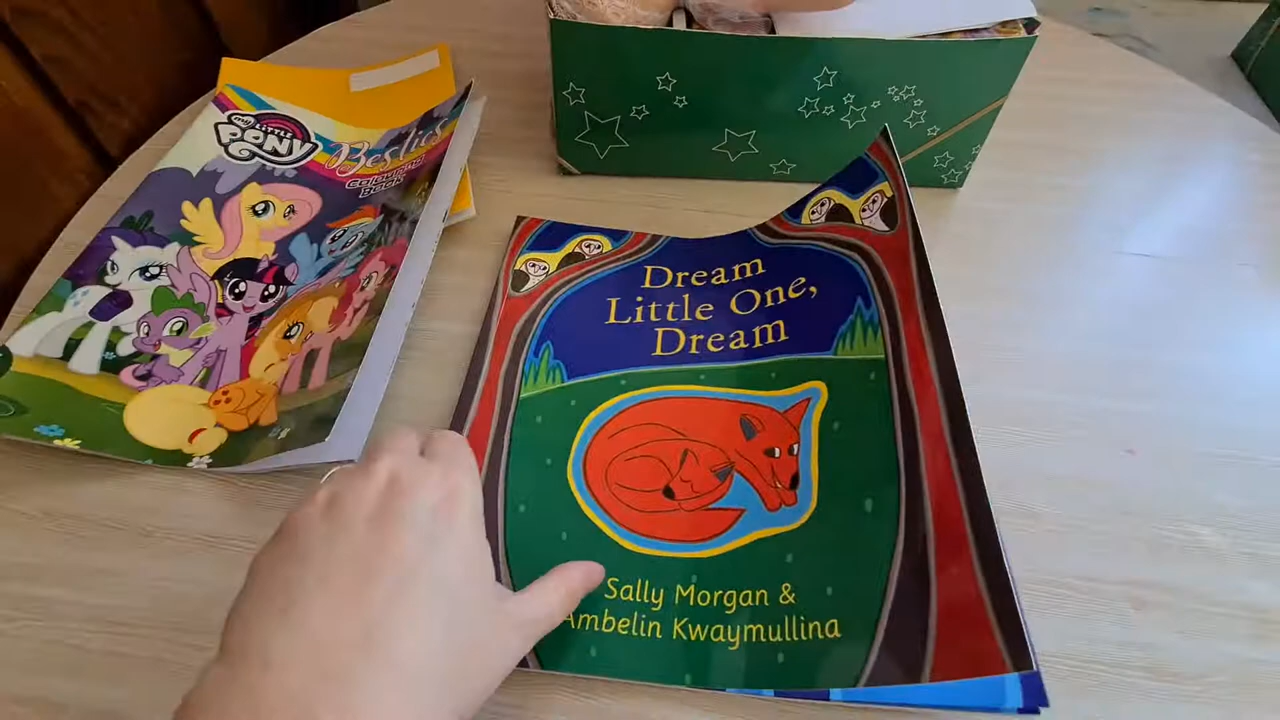 my LITTLE
PONY
Besties
Colouring
Book
Dream
Little One,
Dream
Sally Morgan &
Ambelin Kwaymullina